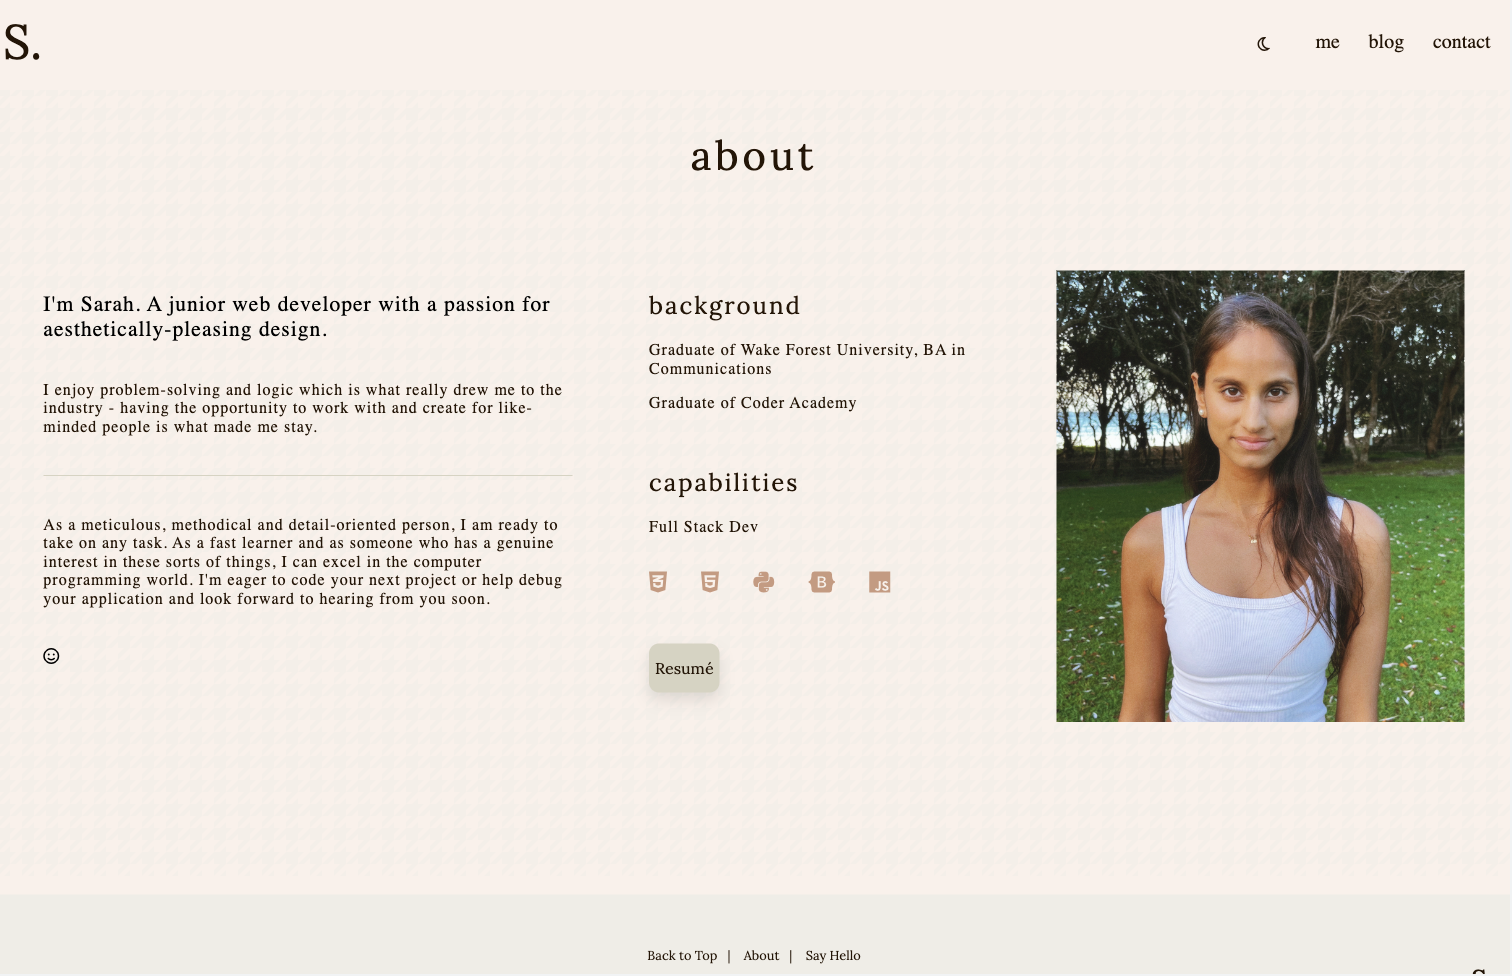 S.
me
blog
contact
about
I'm Sarah. A junior web developer with a passion for
aesthetically-pleasing design.
I enjoy problem-solving and logic which is what really drew me to the
industry - having the opportunity to work with and create for like-
minded people is what made me stay.
As a meticulous, methodical and detail-oriented person, I am ready to
take on any task. As a fast learner and as someone who has a genuine
interest in these sorts of things, I can excel in the computer
programming world. I'm eager to code your next project or help debug
your application and look forward to hearing from you soon.
background
Graduate of Wake Forest University, BA in
Communications
Graduate of Coder Academy
capabilities
Full Stack Dev
3
5
B
JS
Resumé
Back to Top | About | Say Hello